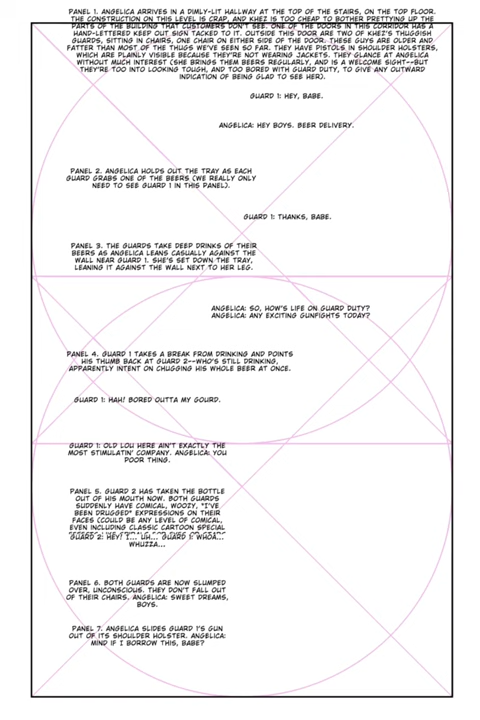 PANEL 1. ANGELICA ARRIVES IN A DIMLY-LIT HALLWAY AT THE TOP OF THE STAIRS, ON THE TOP FLOOR.
THE CONSTRUCTION ON THIS LEVEL IS CRAP, AND KHEZ IS TOO CHEAP TO BOTHER PRETTYING UP THE
PARTS OF THE BUILDING THAT CUSTOMERS DON'T NEED TO SEE. ONE OF THE DOORS IN THIS CORRIDOR HAS A
HAND-LETTERED KEEP OUT SIGN TACKED TO IT. OUTSIDE THIS DOOR ARE TWO OF KHEZ'S THUGGISH
GUARDS, SITTING IN CHAIRS, ONE CHAIR ON EITHER SIDE OF THE DOOR. THESE GUYS ARE OLDER AND
FATTER THAN MOST OF THE THUGS WE'VE SEEN SO FAR. THEY HAVE PISTOLS IN SHOULDER HOLSTERS,
WHICH ARE PLAINLY VISIBLE BECAUSE THEY'RE NOT WEARING JACKETS. THEY GLANCE AT ANGELICA
WITHOUT MUCH INTEREST (SHE BRINGS THEM BEERS REGULARLY, AND IS A WELCOME SIGHT--BUT
THEY'RE TOO INTO LOOKING TOUGH, AND TOO BORED WITH GUARD DUTY, TO GIVE ANY OUTWARD
INDICATION OF BEING GLAD TO SEE HER).
GUARD 1: HEY, BABE.
ANGELICA: HEY BOYS. BEER DELIVERY.
PANEL 2. ANGELICA HOLDS OUT THE TRAY AS EACH
GUARD GRABS ONE OF THE BEERS (WE REALLY ONLY
NEED TO SEE GUARD 1 IN THIS PANEL).
GUARD 1: THANKS, BABE.
PANEL 3. THE GUARDS TAKE DEEP DRINKS OF THEIR
BEERS AS ANGELICA LEANS CASUALLY AGAINST THE
WALL NEAR GUARD 1. SHE'S SET DOWN THE TRAY,
LEANING IT AGAINST THE WALL NEXT TO HER LEG.
ANGELICA: SO, HOW'S LIFE ON GUARD DUTY?
ANGELICA: ANY EXCITING GUNFIGHTS TODAY?
PANEL 4. GUARD 1 TAKES A BREAK FROM DRINKING AND POINTS
HIS THUMB BACK AT GUARD 2--WHO'S STILL DRINKING,
APPARENTLY INTENT ON CHUGGING HIS WHOLE BEER AT ONCE.
GUARD 1: HAH! BORED OUTTA MY GOURD.
GUARD 1: OLD LOU HERE AIN'T EXACTLY THE
MOST STIMULATIN' COMPANY. ANGELICA: YOU
POOR THING.
PANEL 5. GUARD 2 HAS TAKEN THE BOTTLE
OUT OF HIS MOUTH NOW. BOTH GUARDS
SUDDENLY HAVE COMICAL, WOOZY, "I'VE
BEEN DRUGGED" EXPRESSIONS ON THEIR
FACES (COULD BE ANY LEVEL OF COMICAL,
EVEN INCLUDING CLASSIC CARTOON SPECIAL
GUARD 2: HEY! I... UH... GUARD 1: WHOA...
WHUZZA...
PANEL 6. BOTH GUARDS ARE NOW SLUMPED
OVER, UNCONSCIOUS. THEY DON'T FALL OUT
OF THEIR CHAIRS. ANGELICA: SWEET DREAMS,
BOYS.
PANEL 7. ANGELICA SLIDES GUARD 1'S GUN
OUT OF ITS SHOULDER HOLSTER. ANGELICA:
MIND IF I BORROW THIS, BABE?